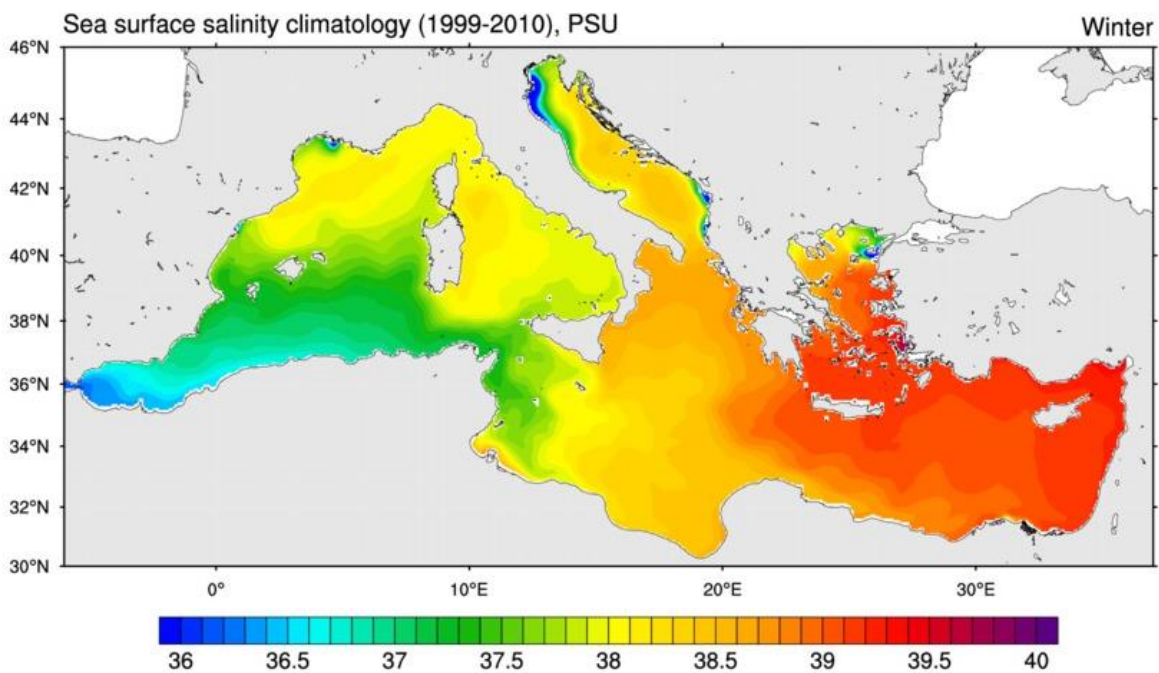 Sea surface salinity climatology (1999-2010), PSU Winter
46°N
44°N
42°N
40°N
38°N
36°N
34°N
32°N
30°N
0° 10°E 20°E 30°E
36 36.5 37 37.5 38 38.5 39 39.5 40